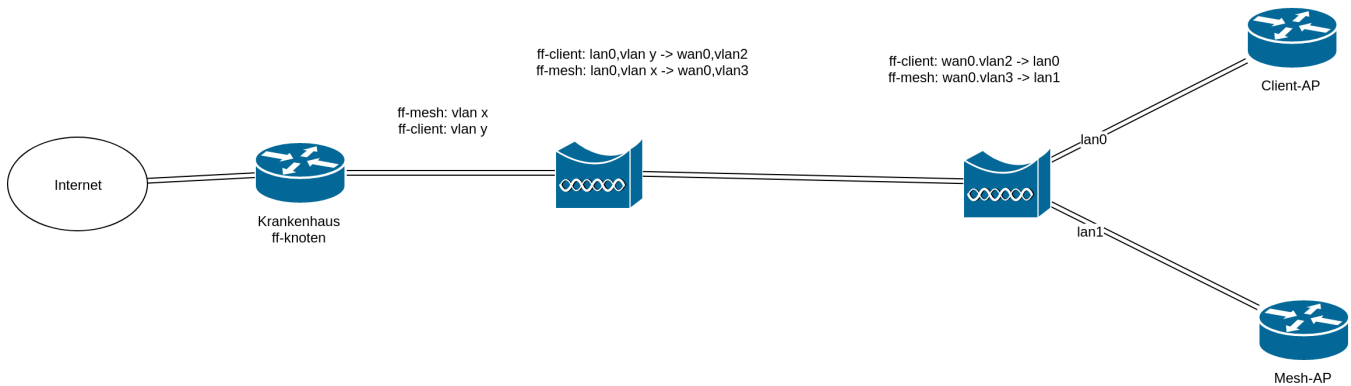 ff-client: lan0,vlan y -> wan0,vlan2
ff-mesh: lan0,vlan x -> wan0,vlan3
ff-client: wan0.vlan2 -> lan0
ff-mesh: wan0.vlan3 -> lan1
Client-AP
ff-mesh: vlan x
ff-client: vlan y
lan0
Internet
Krankenhaus
ff-knoten
lan1
Mesh-AP